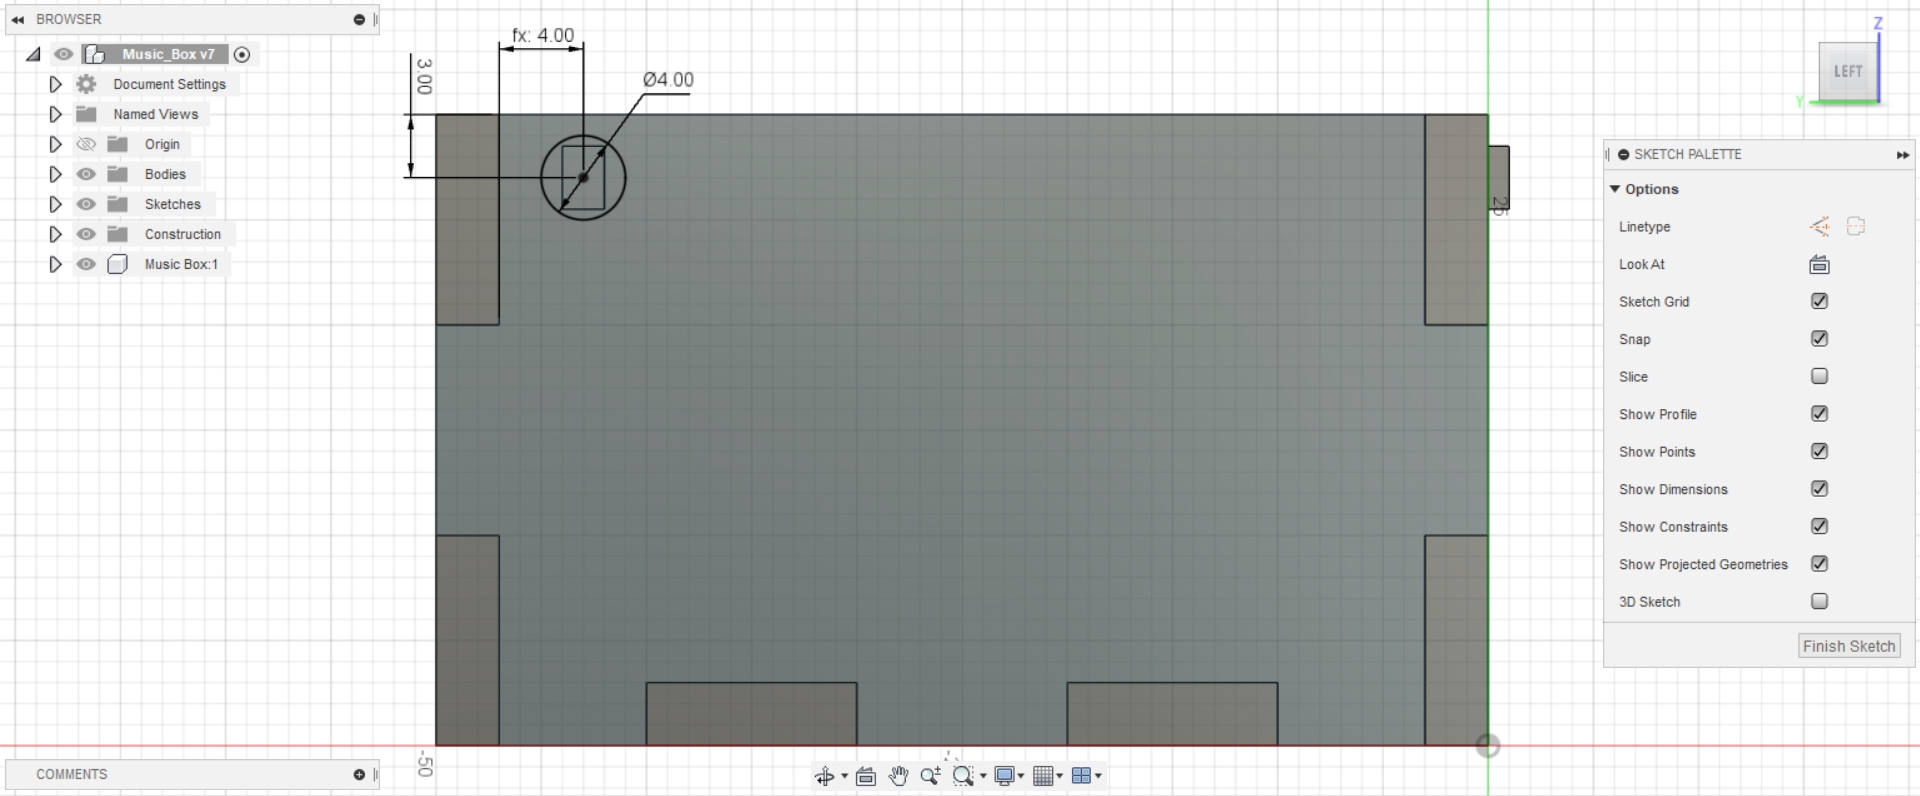 BROWSER
Music_Box v7
Document Settings
Named Views
Origin
Bodies
Sketches
Construction
Music Box:1
fx: 4.00
3.00
Ø4.00
Z
LEFT
Y
25
SKETCH PALETTE
Options
Linetype
Look At
Sketch Grid
Snap
Slice
Show Profile
Show Points
Show Dimensions
Show Constraints
Show Projected Geometries
3D Sketch
Finish Sketch
-50
COMMENTS